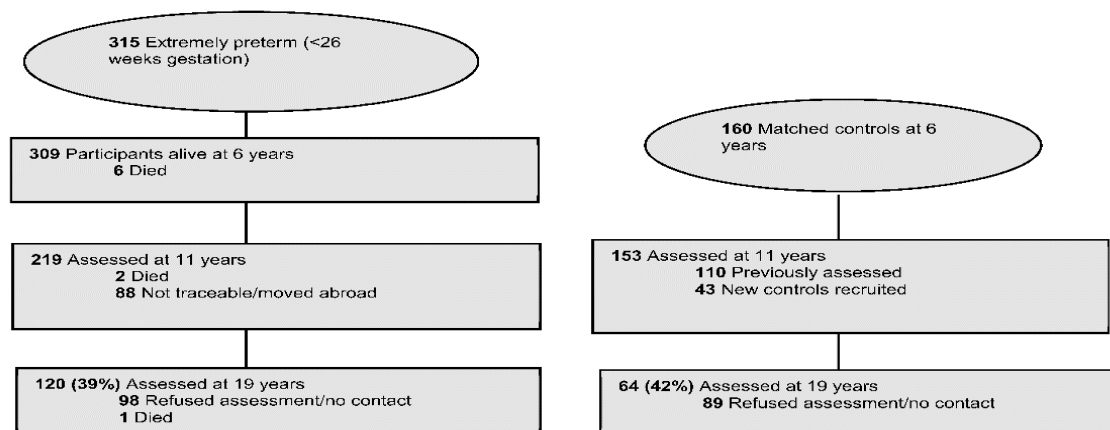 315 Extremely preterm (<26
weeks gestation)
309 Participants alive at 6 years
6 Died
219 Assessed at 11 years
2 Died
88 Not traceable/moved abroad
120 (39%) Assessed at 19 years
98 Refused assessment/no contact
1 Died
160 Matched controls at 6
years
153 Assessed at 11 years
110 Previously assessed
43 New controls recruited
64 (42%) Assessed at 19 years
89 Refused assessment/no contact